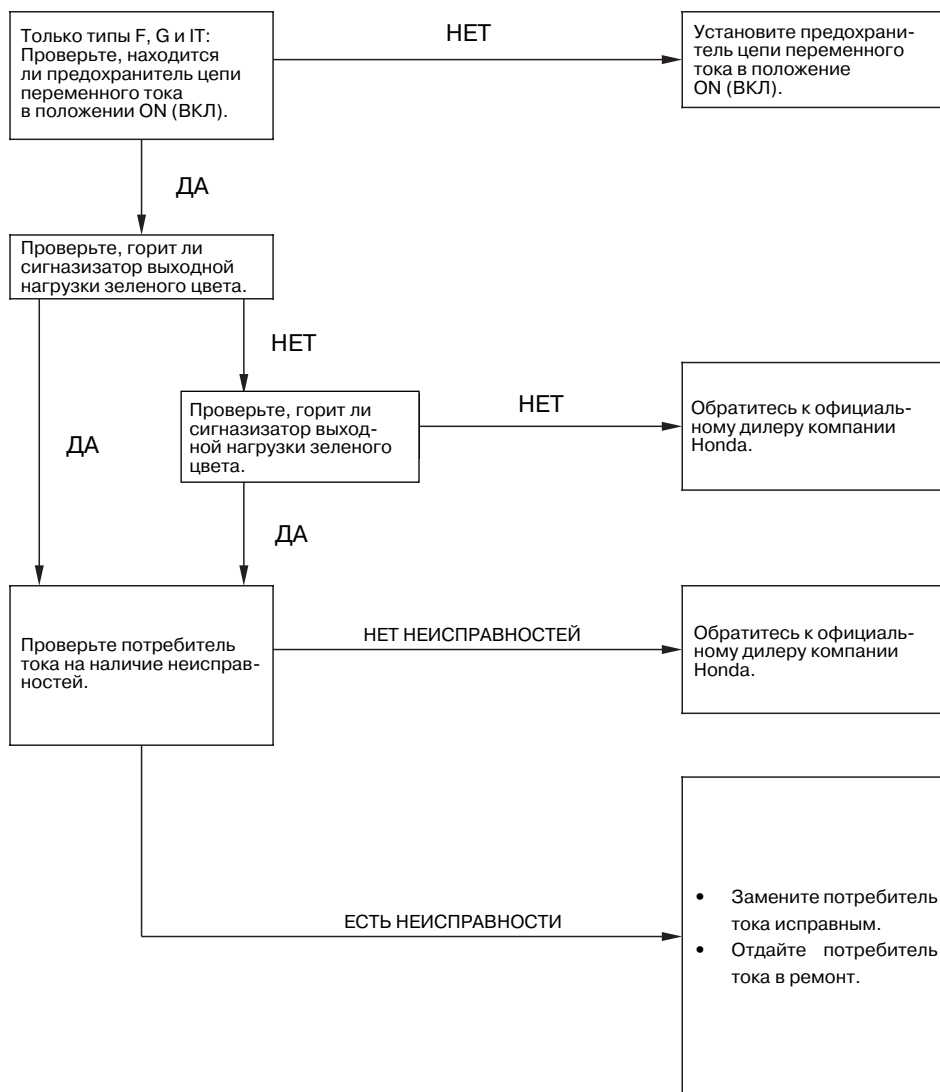 Только типы F, G и IT:
Проверьте, находится
ли предохранитель цепи
переменного тока
в положении ON (ВКЛ).
НЕТ
Установите предохрани-
тель цепи переменного
тока в положение
ON (ВКЛ).
ДА
Проверьте, горит ли
сигназизатор выходной
нагрузки зеленого цвета.
НЕТ
ДА
Проверьте, горит ли
сигназизатор выход-
ной нагрузки зеленого
цвета.
НЕТ
Обратитесь к официаль-
ному дилеру компании
Honda.
ДА
Проверьте потребитель
тока на наличие неисправ-
ностей.
НЕТ НЕИСПРАВНОСТЕЙ
Обратитесь к официаль-
ному дилеру компании
Honda.
ЕСТЬ НЕИСПРАВНОСТИ
• Замените потребитель
тока исправным.
• Отдайте потребитель
тока в ремонт.